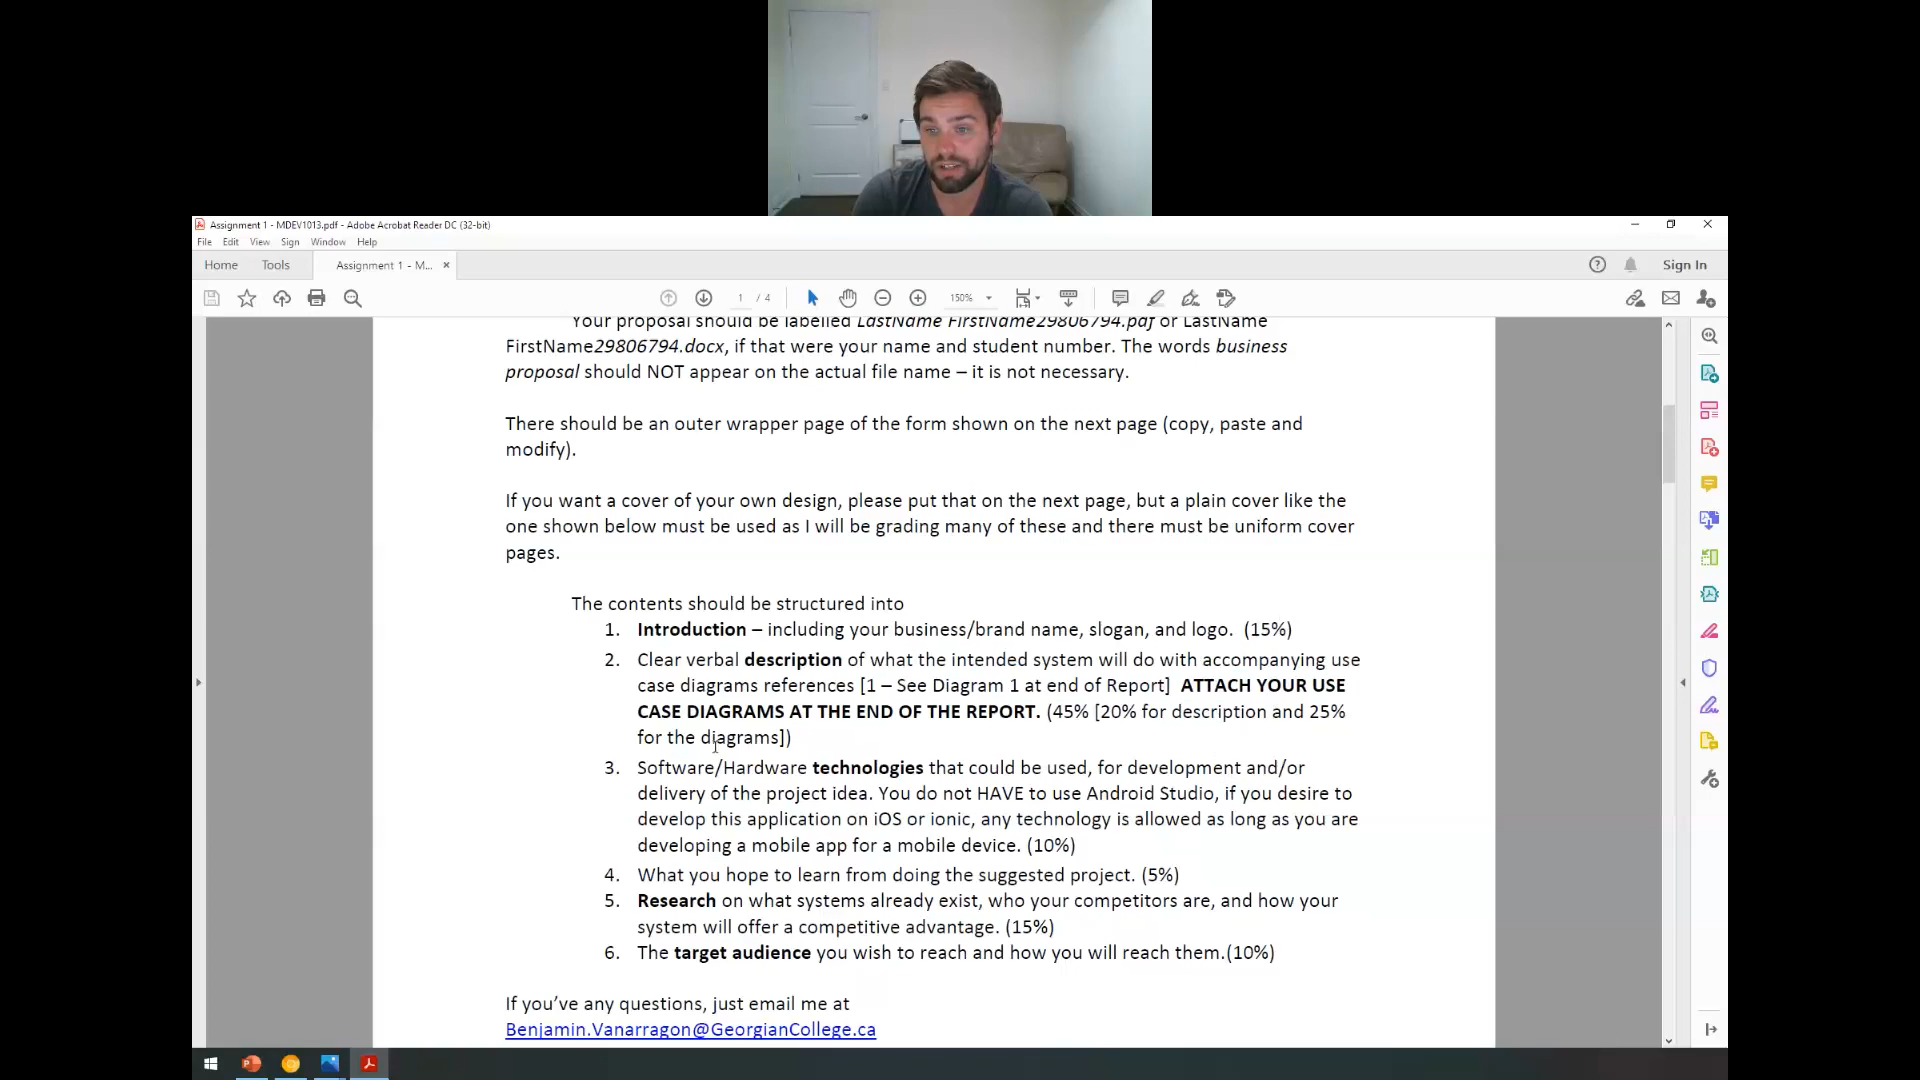 Assignment 1 - MDEV1013.pdf - Adobe Acrobat Reader DC (32-bit)
File Edit View Sign Window Help
Home Tools Assignment 1 - M... × Sign In
1 / 4 150%
Your proposal should be labelled LastName FirstName29806794.pdf or LastName
FirstName29806794.docx, if that were your name and student number. The words business
proposal should NOT appear on the actual file name – it is not necessary.
There should be an outer wrapper page of the form shown on the next page (copy, paste and
modify).
If you want a cover of your own design, please put that on the next page, but a plain cover like the
one shown below must be used as I will be grading many of these and there must be uniform cover
pages.
The contents should be structured into
1. Introduction – including your business/brand name, slogan, and logo. (15%)
2. Clear verbal description of what the intended system will do with accompanying use
case diagrams references [1 – See Diagram 1 at end of Report] ATTACH YOUR USE
CASE DIAGRAMS AT THE END OF THE REPORT. (45% [20% for description and 25%
for the diagrams])
3. Software/Hardware technologies that could be used, for development and/or
delivery of the project idea. You do not HAVE to use Android Studio, if you desire to
develop this application on iOS or ionic, any technology is allowed as long as you are
developing a mobile app for a mobile device. (10%)
4. What you hope to learn from doing the suggested project. (5%)
5. Research on what systems already exist, who your competitors are, and how your
system will offer a competitive advantage. (15%)
6. The target audience you wish to reach and how you will reach them.(10%)
If you’ve any questions, just email me at
Benjamin.Vanarragon@GeorgianCollege.ca